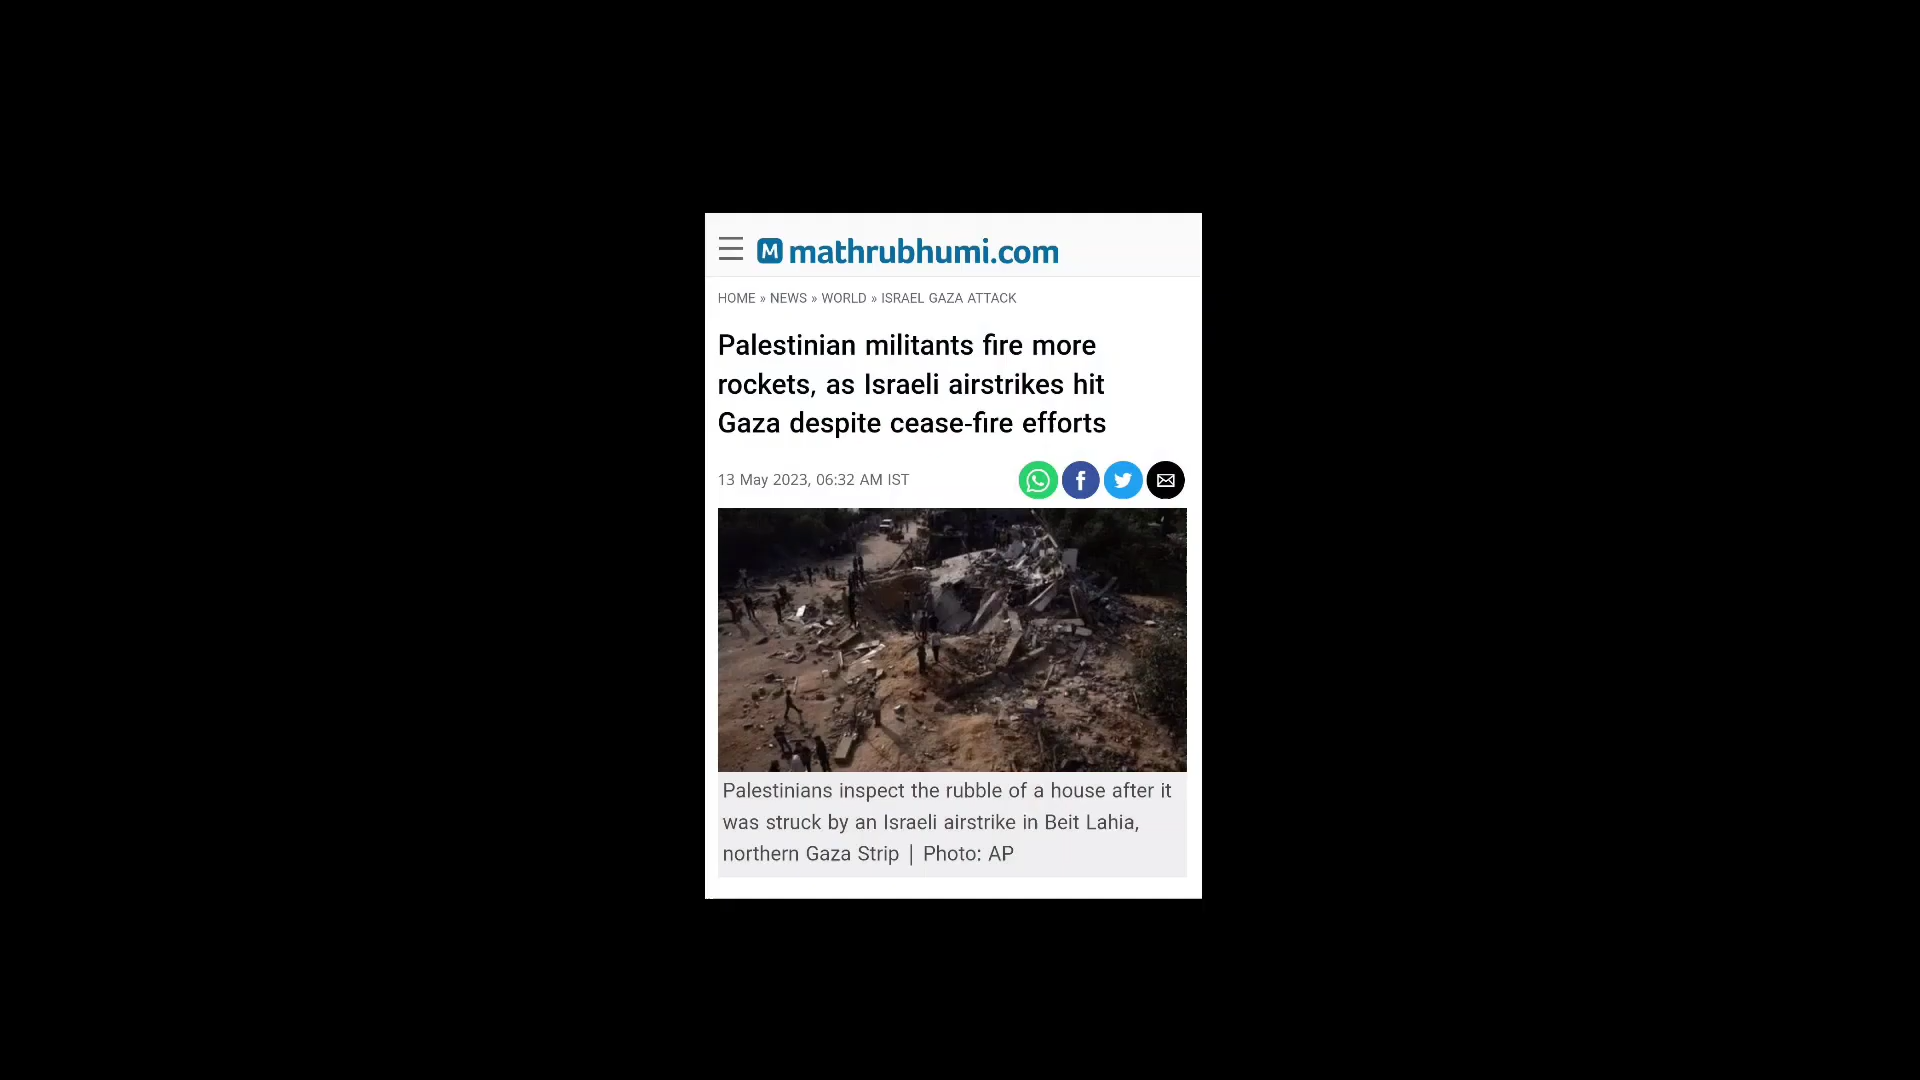 M mathrubhumi.com
HOME » NEWS » WORLD » ISRAEL GAZA ATTACK
Palestinian militants fire more
rockets, as Israeli airstrikes hit
Gaza despite cease-fire efforts
13 May 2023, 06:32 AM IST
Palestinians inspect the rubble of a house after it
was struck by an Israeli airstrike in Beit Lahia,
northern Gaza Strip | Photo: AP